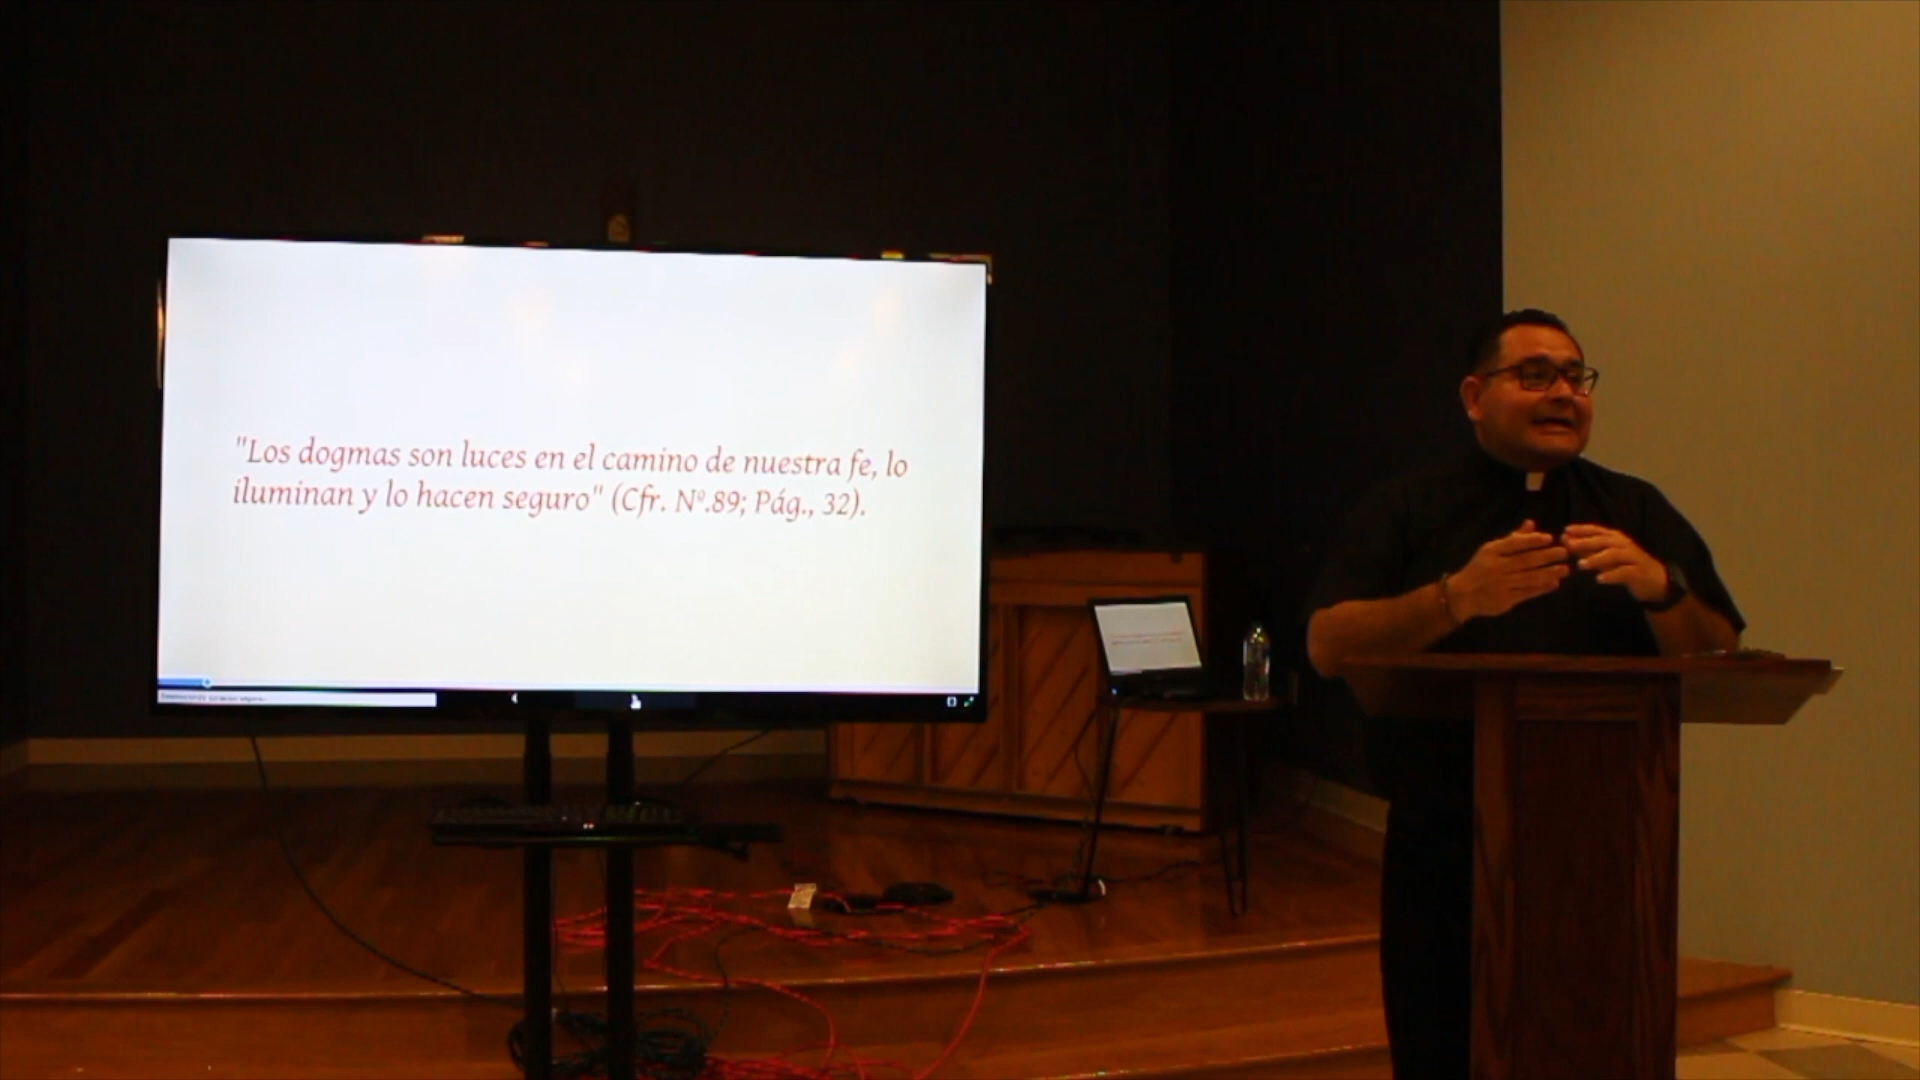 "Los dogmas son luces en el camino de nuestra fe, lo
iluminan y lo hacen seguro" (Cfr. Nº.89; Pág., 32).